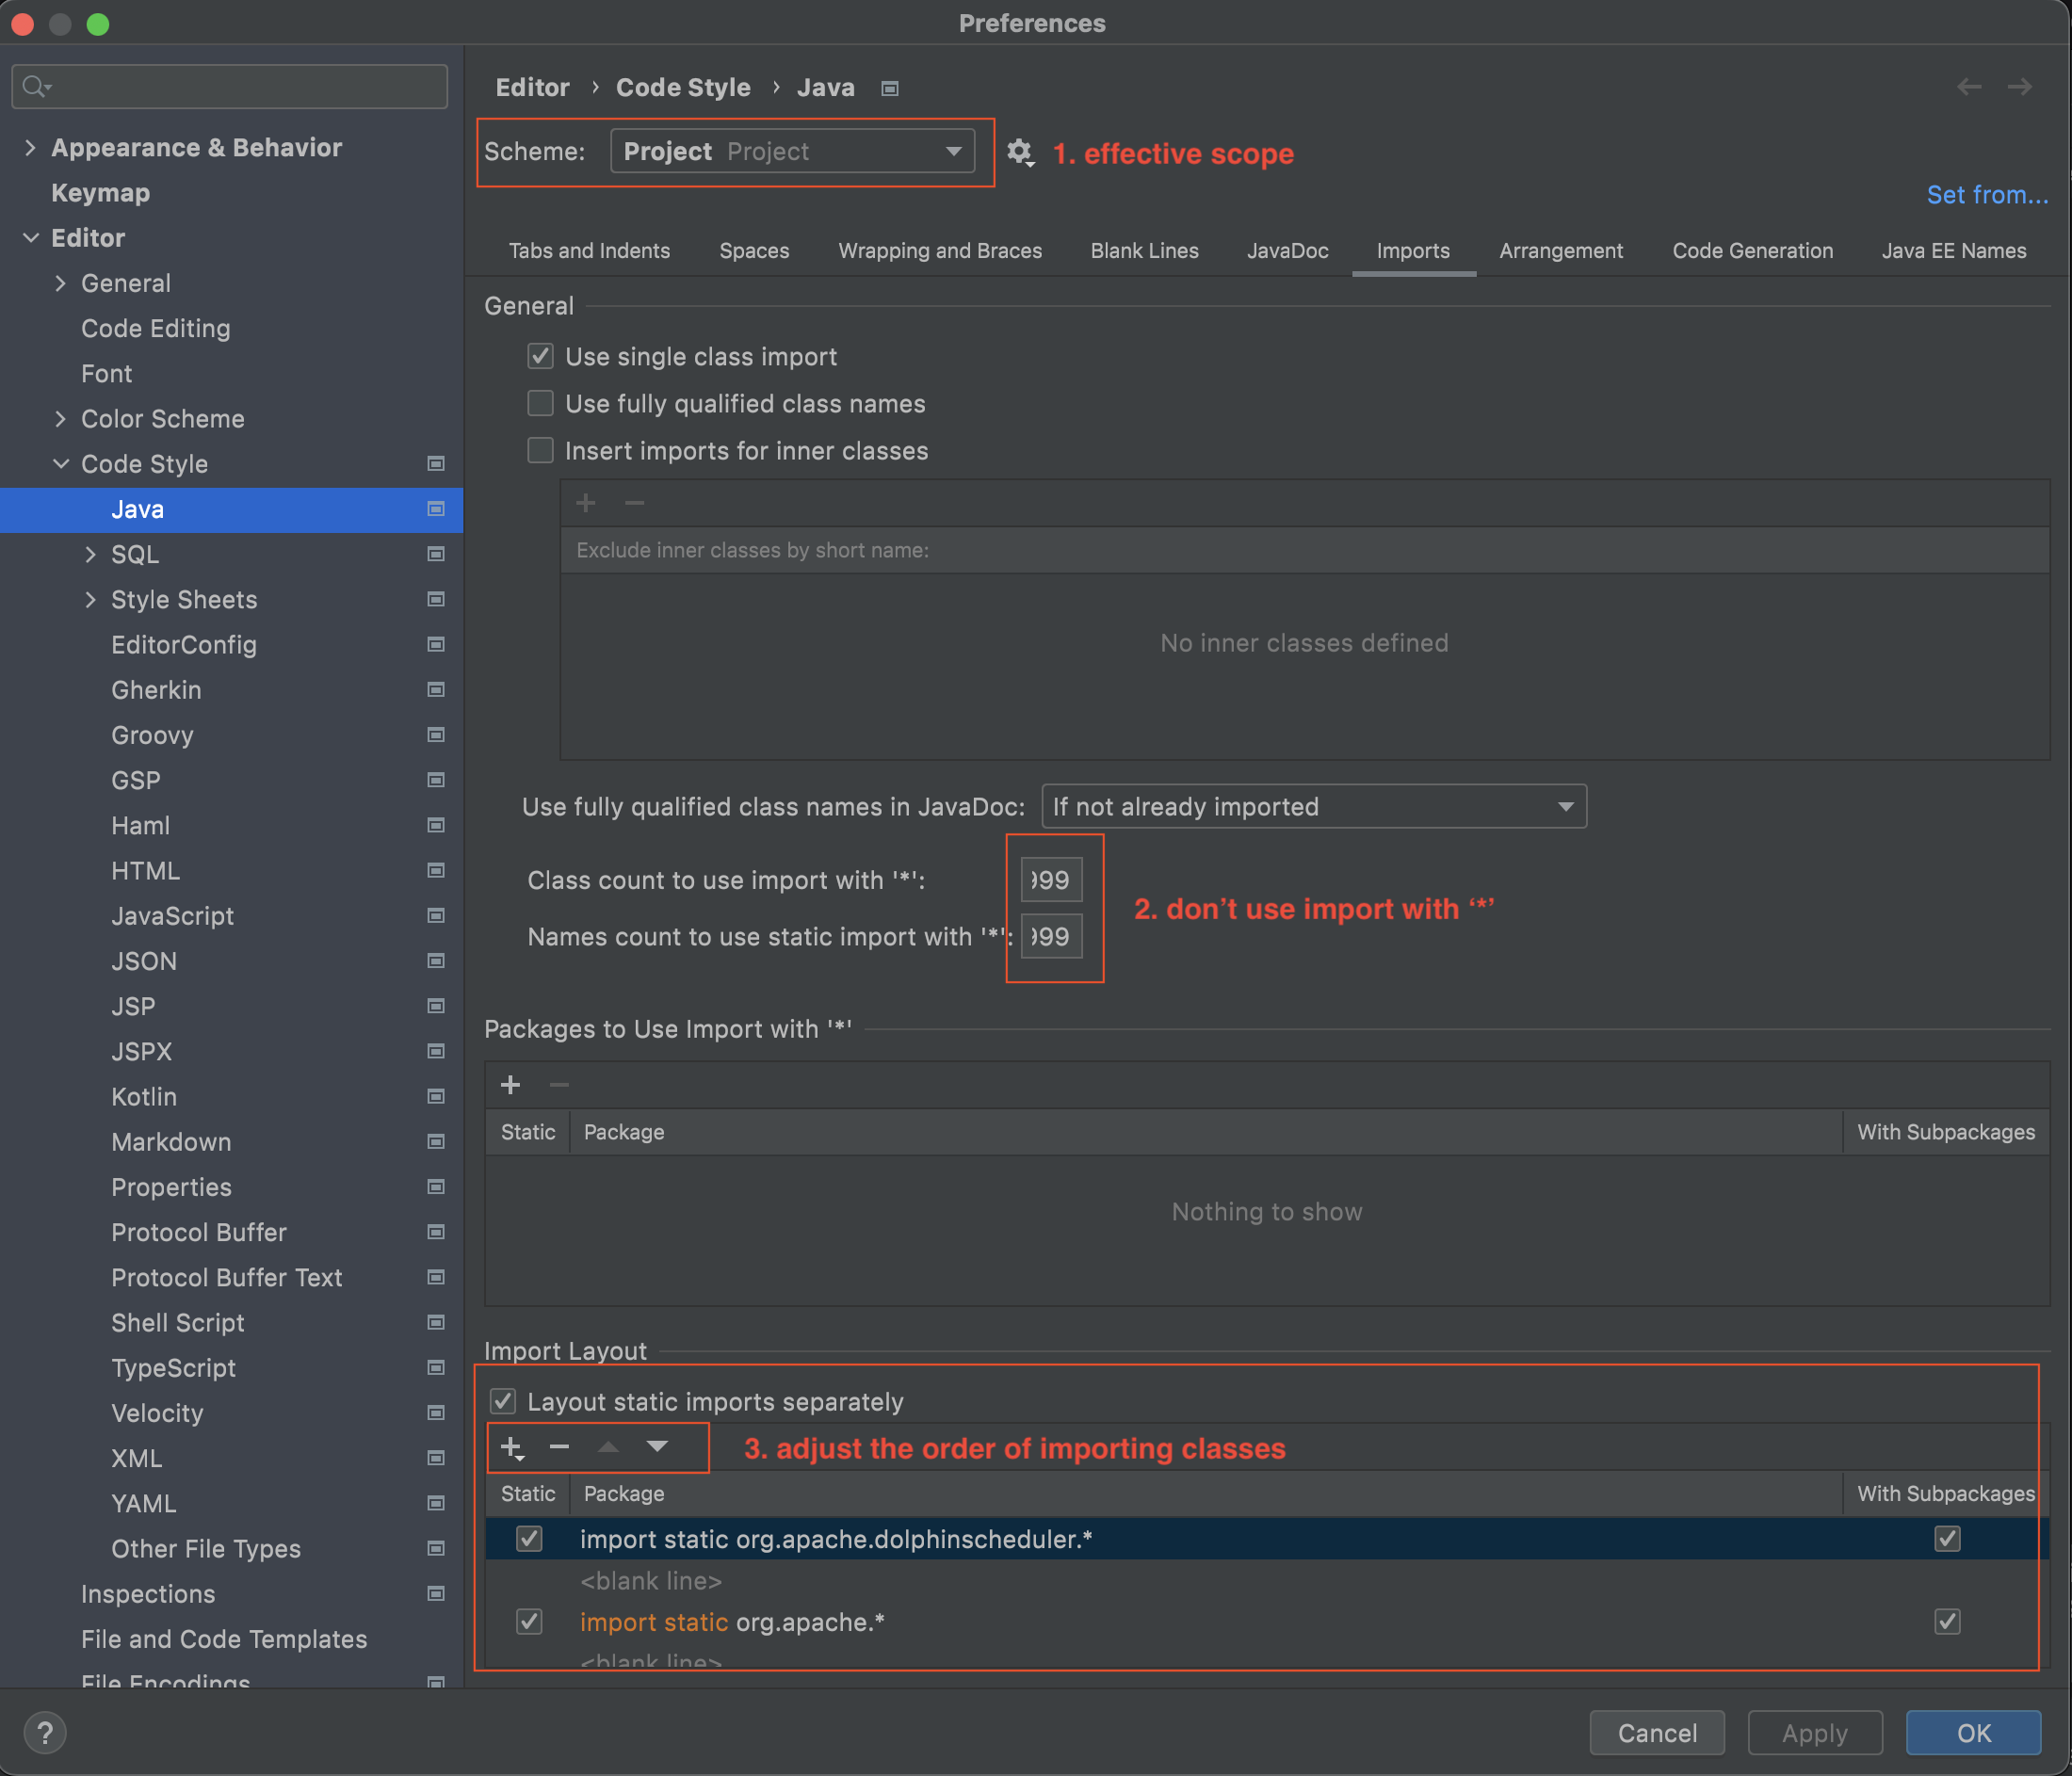 Preferences
Appearance & Behavior
Keymap
Editor
General
Code Editing
Font
Color Scheme
Code Style
Java
SQL
Style Sheets
EditorConfig
Gherkin
Groovy
GSP
Haml
HTML
JavaScript
JSON
JSP
JSPX
Kotlin
Markdown
Properties
Protocol Buffer
Protocol Buffer Text
Shell Script
TypeScript
Velocity
XML
YAML
Other File Types
Inspections
File and Code Templates
File Encodings
Editor › Code Style › Java
Scheme: Project Project 1. effective scope
Set from...
Tabs and Indents Spaces Wrapping and Braces Blank Lines JavaDoc Imports Arrangement Code Generation Java EE Names
General
Use single class import
Use fully qualified class names
Insert imports for inner classes
Exclude inner classes by short name:
No inner classes defined
Use fully qualified class names in JavaDoc: If not already imported
Class count to use import with '*': 999
2. don’t use import with ‘*’
Names count to use static import with '*': 999
Packages to Use Import with '*'
Static Package With Subpackages
Nothing to show
Import Layout
Layout static imports separately
3. adjust the order of importing classes
Static Package With Subpackages
import static org.apache.dolphinscheduler.*
<blank line>
import static org.apache.*
<blank line>
? Cancel Apply OK